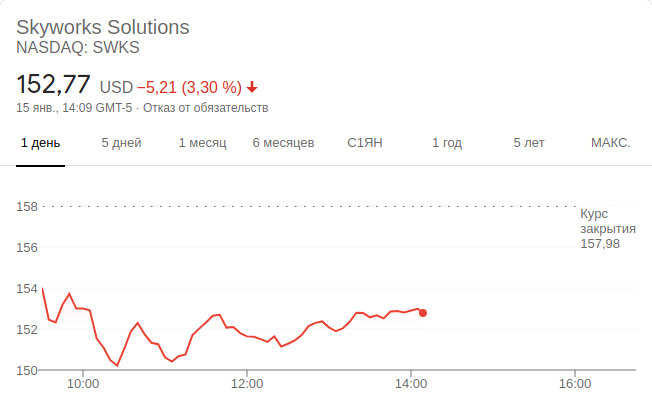 Skyworks Solutions
NASDAQ: SWKS
152,77 USD −5,21 (3,30 %)
15 янв., 14:09 GMT-5 · Отказ от обязательств
1 день 5 дней 1 месяц 6 месяцев С1ЯН 1 год 5 лет МАКС.
158
Курс
закрытия
157,98
156
154
152
150
10:00 12:00 14:00 16:00